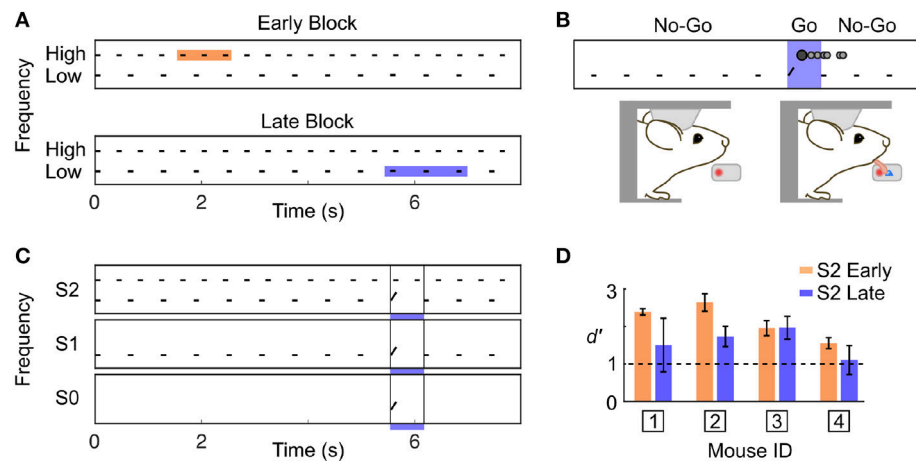 A
Early Block
High
Low
Late Block
High
Low
Frequency
0 2 6
Time (s)
B
No-Go Go No-Go
C
S2
S1
S0
Frequency
0 2 6
Time (s)
D
S2 Early
S2 Late
3
d'
1
0
1 2 3 4
Mouse ID